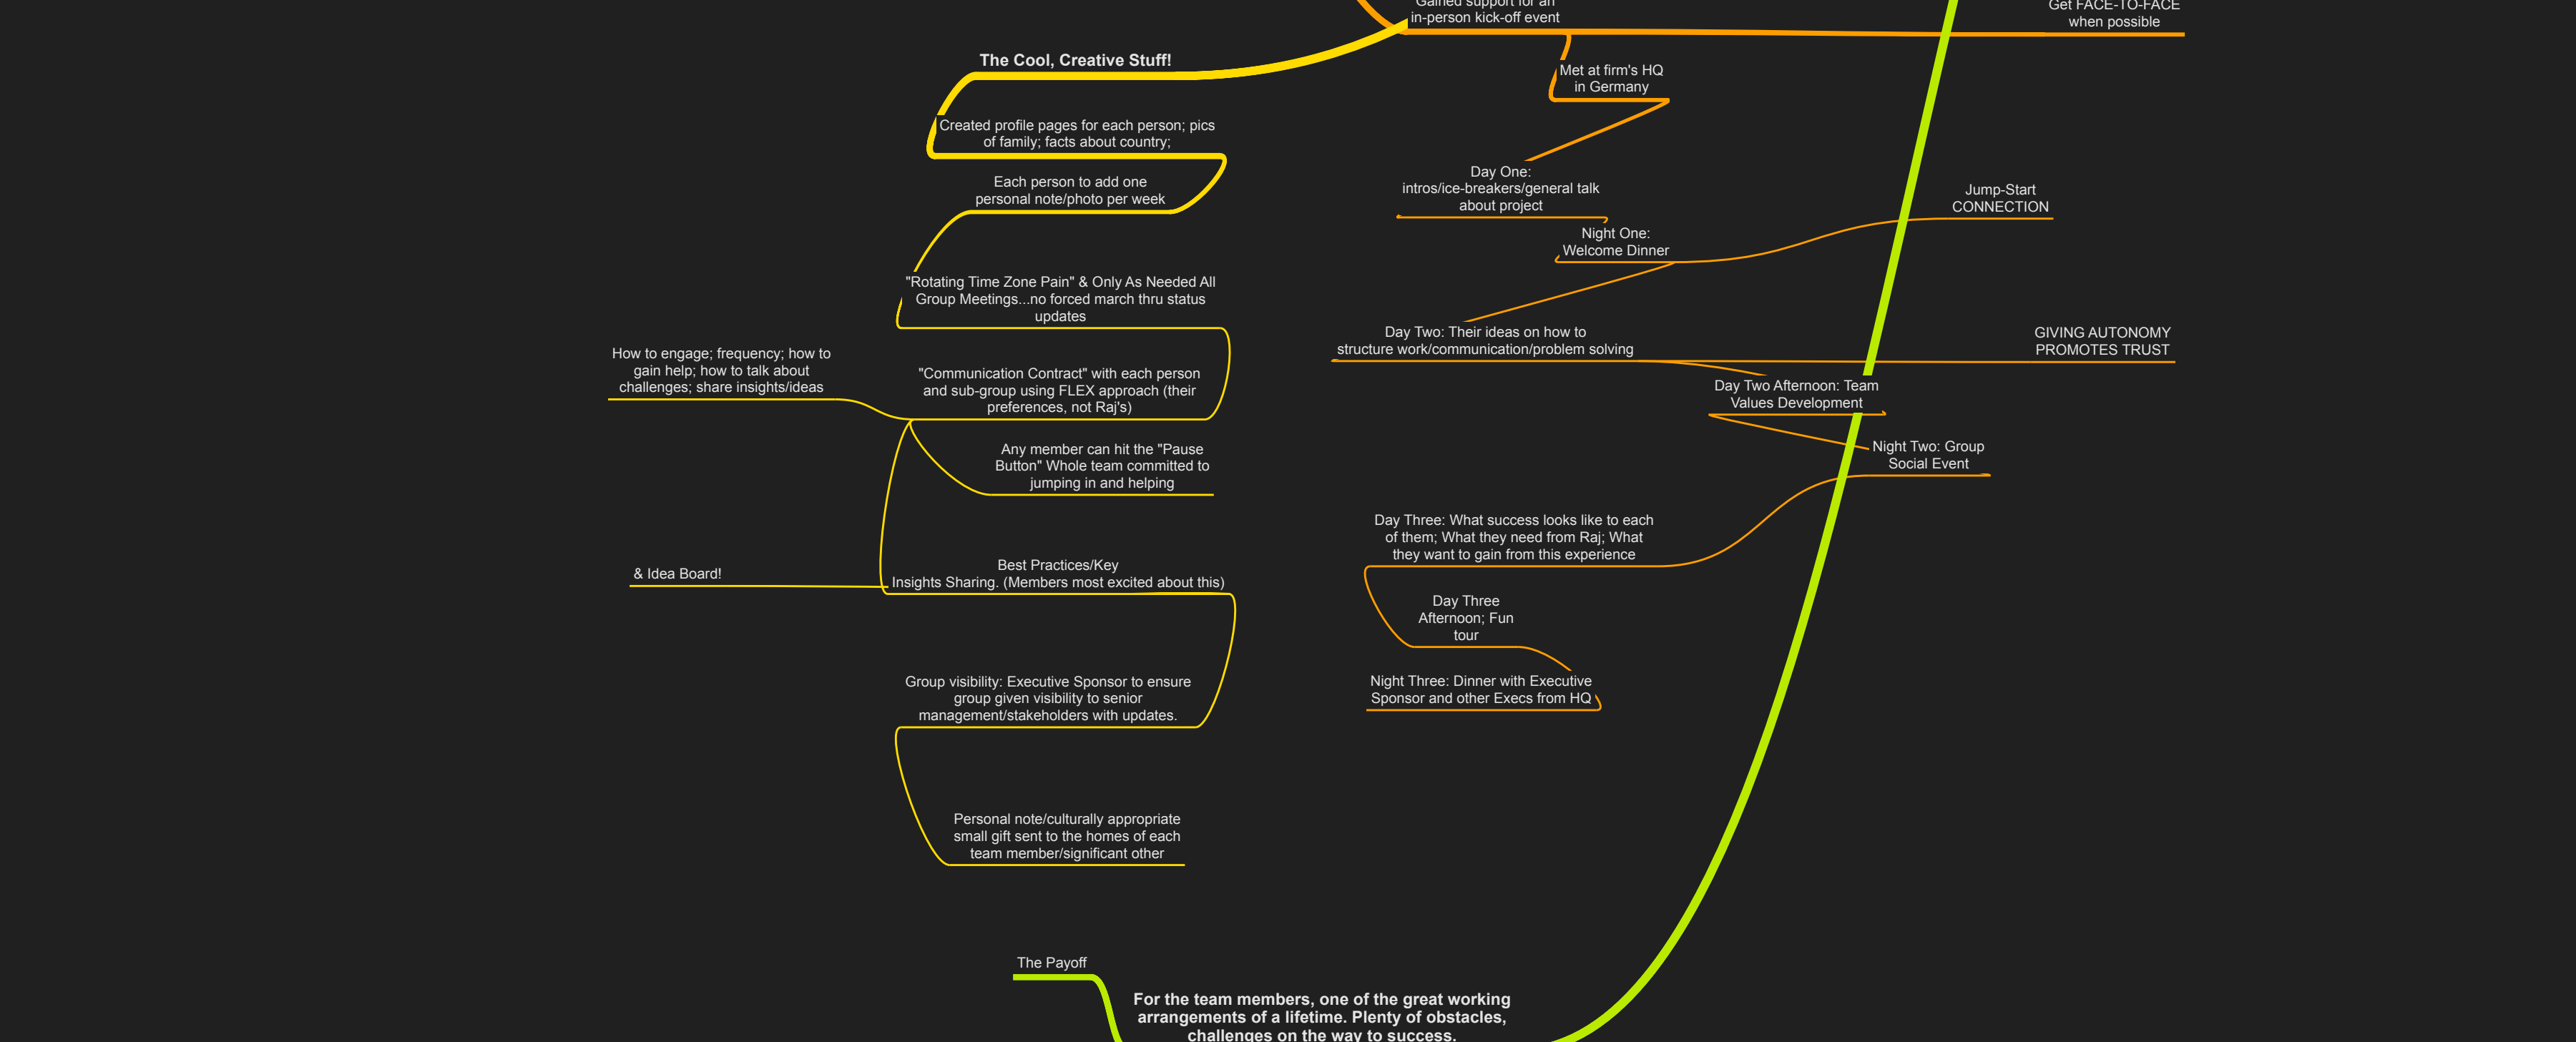 Gained support for an
in-person kick-off event
Get FACE-TO-FACE
when possible
The Cool, Creative Stuff!
Met at firm's HQ
in Germany
Created profile pages for each person; pics
of family; facts about country;
Each person to add one
personal note/photo per week
Day One:
intros/ice-breakers/general talk
about project
Jump-Start
CONNECTION
Night One:
Welcome Dinner
"Rotating Time Zone Pain" & Only As Needed All
Group Meetings...no forced march thru status
updates
Day Two: Their ideas on how to
structure work/communication/problem solving
GIVING AUTONOMY
PROMOTES TRUST
How to engage; frequency; how to
gain help; how to talk about
challenges; share insights/ideas
"Communication Contract" with each person
and sub-group using FLEX approach (their
preferences, not Raj's)
Day Two Afternoon: Team
Values Development
Any member can hit the "Pause
Button" Whole team committed to
jumping in and helping
Night Two: Group
Social Event
Day Three: What success looks like to each
of them; What they need from Raj; What
they want to gain from this experience
& Idea Board!
Best Practices/Key
Insights Sharing. (Members most excited about this)
Day Three
Afternoon; Fun
tour
Group visibility: Executive Sponsor to ensure
group given visibility to senior
management/stakeholders with updates.
Night Three: Dinner with Executive
Sponsor and other Execs from HQ
Personal note/culturally appropriate
small gift sent to the homes of each
team member/significant other
The Payoff
For the team members, one of the great working
arrangements of a lifetime. Plenty of obstacles,
challenges on the way to success.